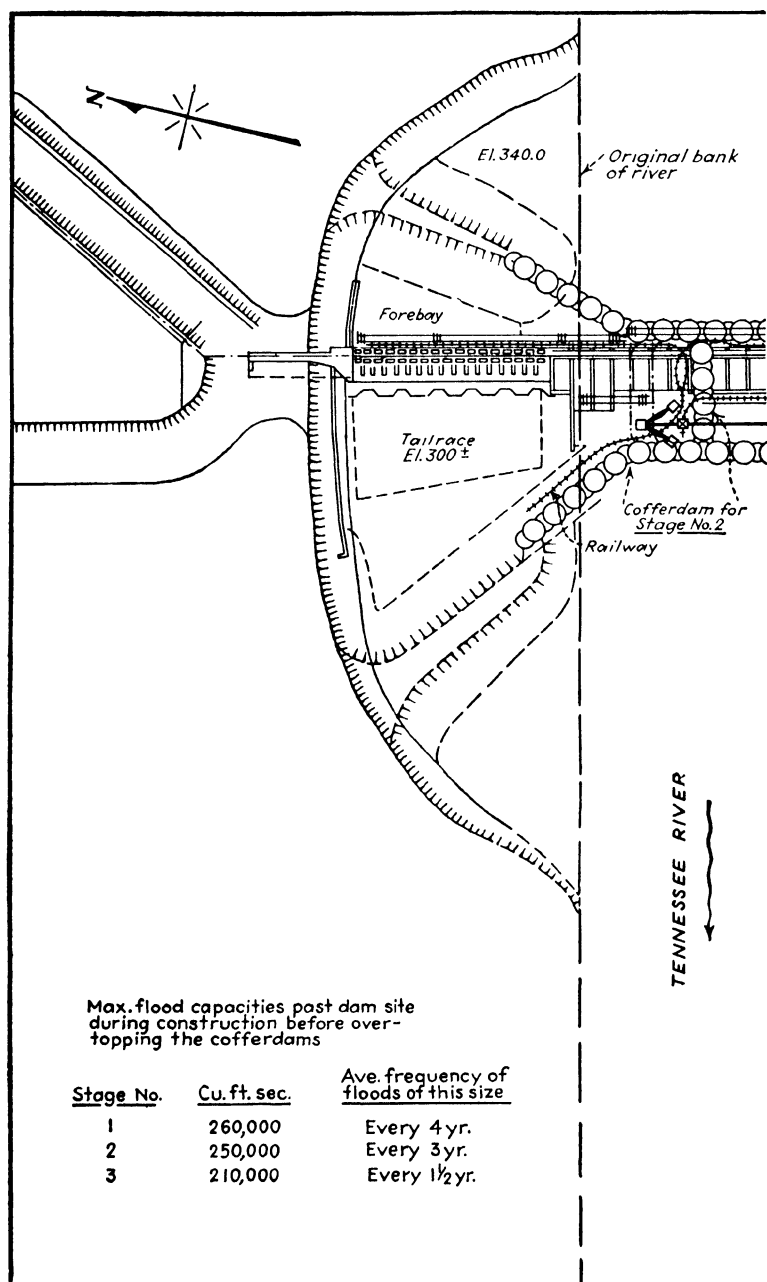 N
El. 340.0
Original bank
of river
Forebay
Tailrace
El. 300 ±
Cofferdam for
Stage No. 2
Railway
TENNESSEE RIVER
Max. flood capacities past dam site
during construction before over-
topping the cofferdams
Stage No. Cu. ft. sec. Ave. frequency of
floods of this size
1 260,000 Every 4 yr.
2 250,000 Every 3 yr.
3 210,000 Every 1½ yr.